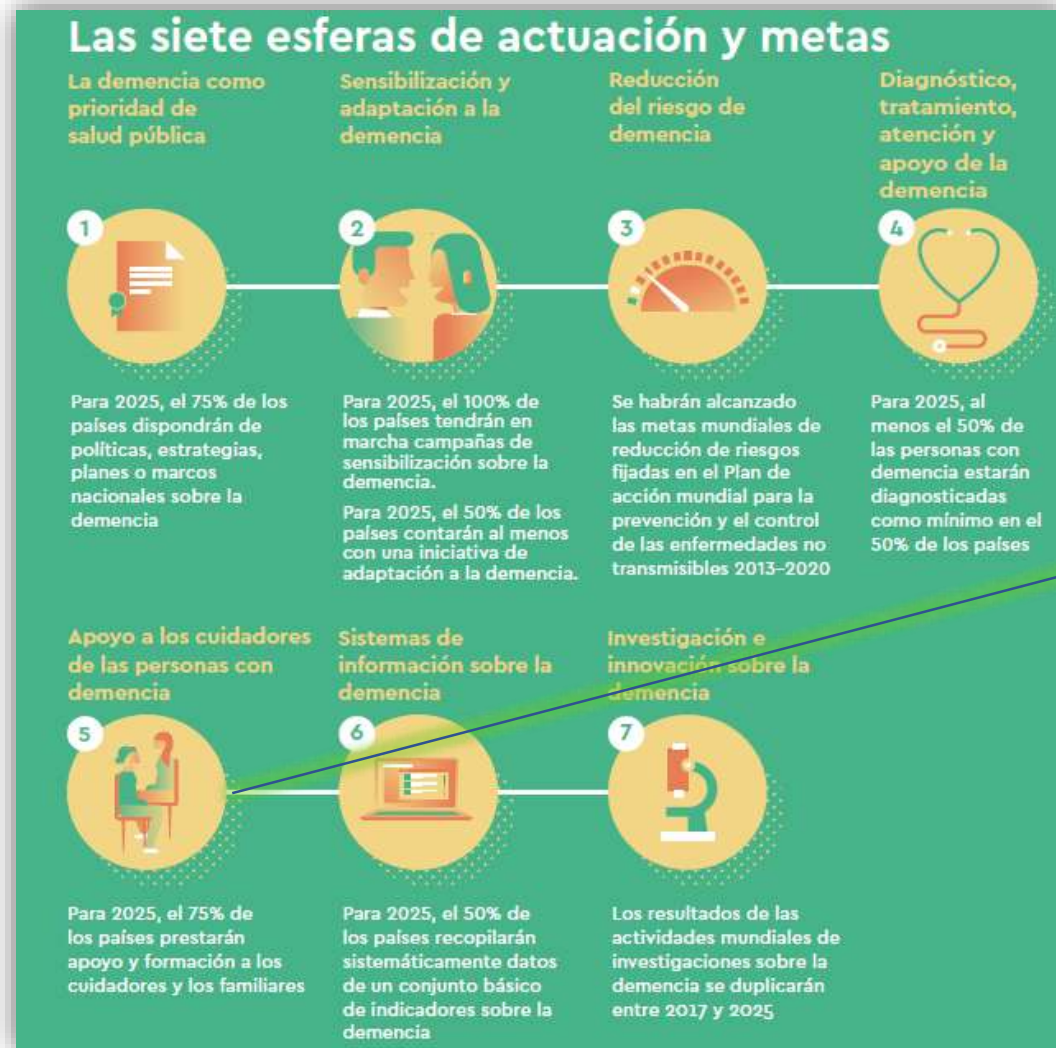 Las siete esferas de actuación y metas
La demencia como
prioridad de
salud pública
1
Para 2025, el 75% de los
países dispondrán de
políticas, estrategias,
planes o marcos
nacionales sobre la
demencia
Sensibilización y
adaptación a la
demencia
2
Para 2025, el 100% de
los países tendrán en
marcha campañas de
sensibilización sobre la
demencia.
Para 2025, el 50% de los
países contarán al menos
con una iniciativa de
adaptación a la demencia.
Reducción
del riesgo de
demencia
3
Se habrán alcanzado
las metas mundiales de
reducción de riesgos
fijadas en el Plan de
acción mundial para la
prevención y el control
de las enfermedades no
transmisibles 2013–2020
Diagnóstico,
tratamiento,
atención y
apoyo de la
demencia
4
Para 2025, al
menos el 50% de
las personas con
demencia estarán
diagnosticadas
como mínimo en el
50% de los países
Apoyo a los cuidadores
de las personas con
demencia
5
Para 2025, el 75% de
los países prestarán
apoyo y formación a los
cuidadores y los familiares
Sistemas de
información sobre la
demencia
6
Para 2025, el 50% de
los países recopilarán
sistemáticamente datos
de un conjunto básico
de indicadores sobre la
demencia
Investigación e
innovación sobre la
demencia
7
Los resultados de las
actividades mundiales de
investigaciones sobre la
demencia se duplicarán
entre 2017 y 2025